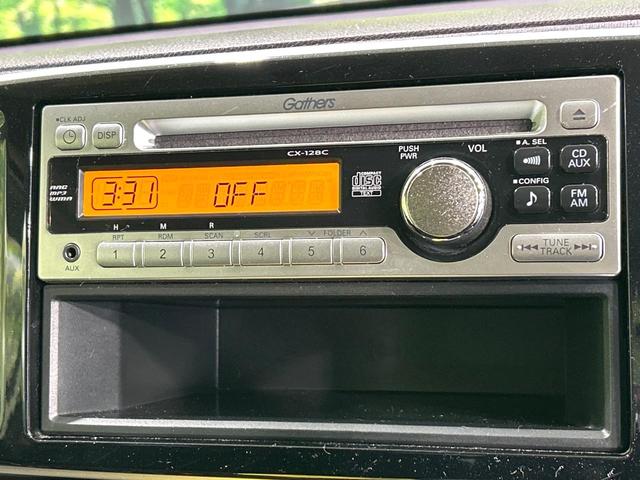 Gathers
CLK ADJ
DISP
CX-128C
PUSH
PWR
VOL
A. SEL
CD
AUX
CONFIG
FM
AM
AAC
MP3
WMA
3:31
OFF
COMPACT
disc
DIGITAL AUDIO
TEXT
H M R
RPT RDM SCAN SCRL FOLDER
1 2 3 4 5 6
AUX
TUNE
TRACK